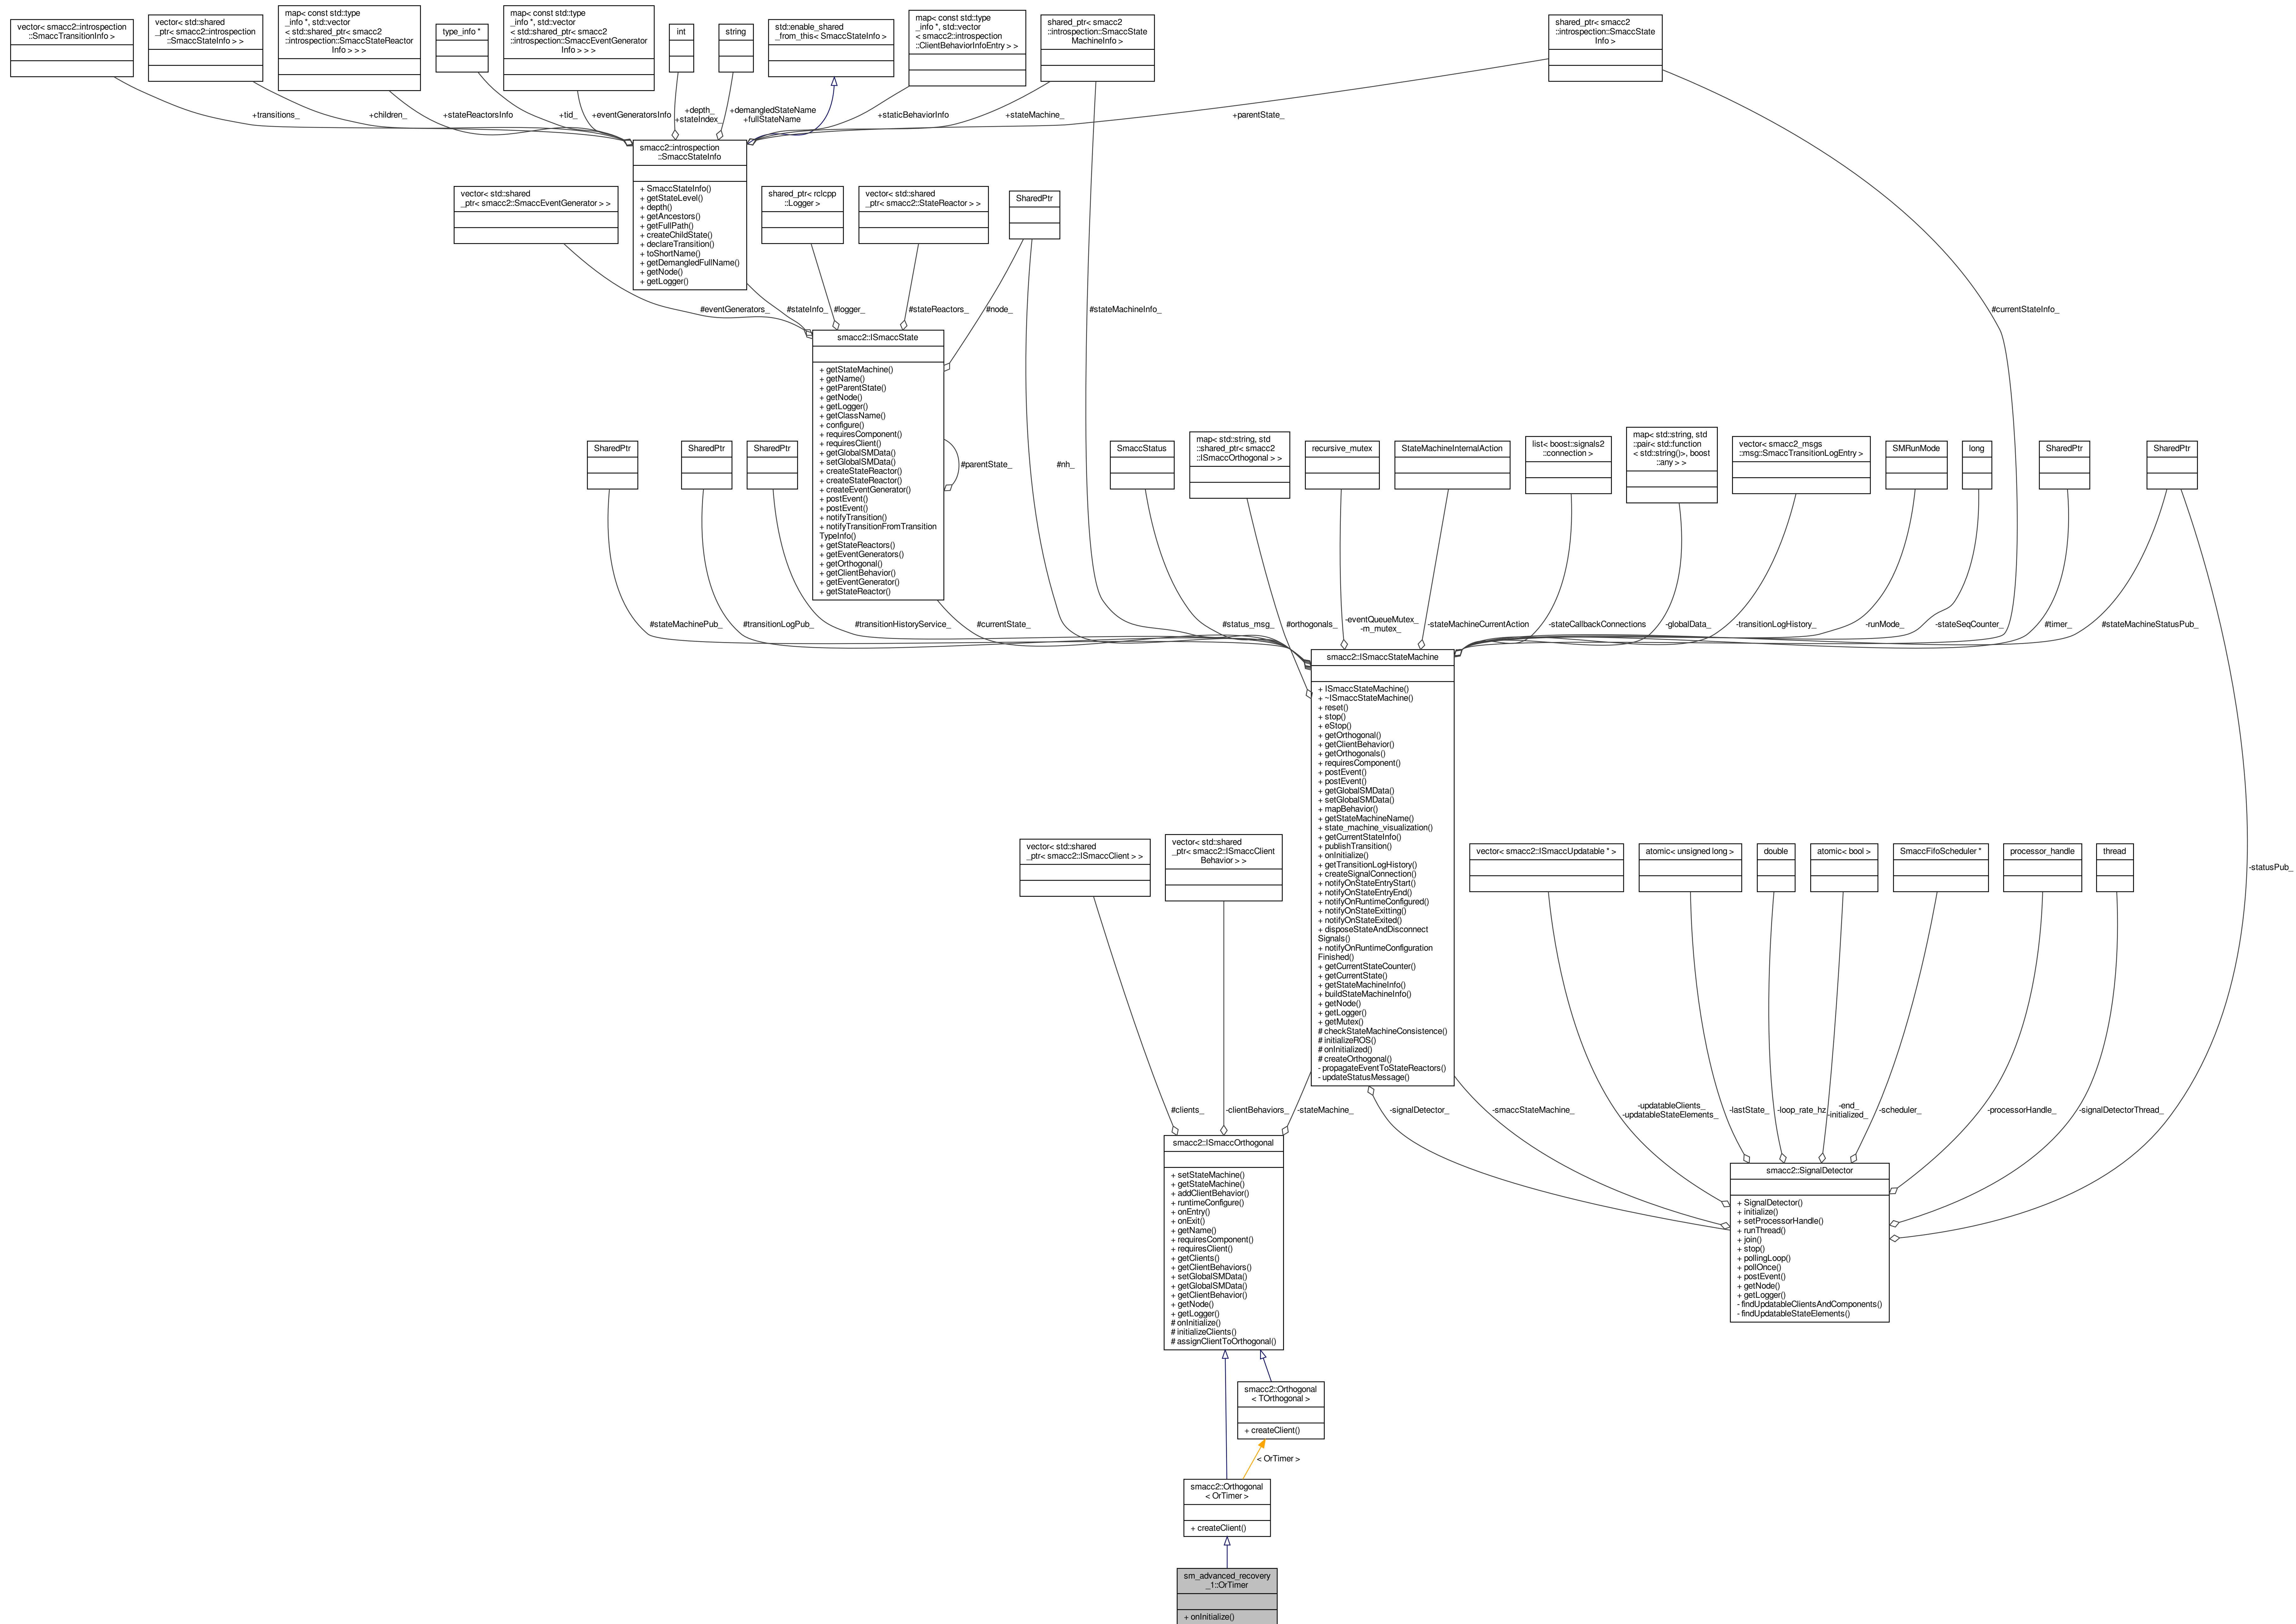 vector< smacc2::introspection
::SmaccTransitionInfo >
vector< std::shared
_ptr< smacc2::introspection
::SmaccStateInfo > >
map< const std::type
_info *, std::vector
< std::shared_ptr< smacc2
::introspection::SmaccStateReactor
Info > > >
type_info *
map< const std::type
_info *, std::vector
< std::shared_ptr< smacc2
::introspection::SmaccEventGenerator
Info > > >
int
string
std::enable_shared
_from_this< SmaccStateInfo >
map< const std::type
_info *, std::vector
< smacc2::introspection
::ClientBehaviorInfoEntry > >
shared_ptr< smacc2
::introspection::SmaccState
MachineInfo >
shared_ptr< smacc2
::introspection::SmaccState
Info >
+transitions_
+children_
+stateReactorsInfo
+tid_
+eventGeneratorsInfo
+depth_
+stateIndex_
+demangledStateName
+fullStateName
+staticBehaviorInfo
+stateMachine_
+parentState_
smacc2::introspection
::SmaccStateInfo
+ SmaccStateInfo()
+ getStateLevel()
+ depth()
+ getAncestors()
+ getFullPath()
+ createChildState()
+ declareTransition()
+ toShortName()
+ getDemangledFullName()
+ getNode()
+ getLogger()
vector< std::shared
_ptr< smacc2::SmaccEventGenerator > >
shared_ptr< rclcpp
::Logger >
vector< std::shared
_ptr< smacc2::StateReactor > >
SharedPtr
#eventGenerators_
#stateInfo_
#logger_
#stateReactors_
#node_
#stateMachineInfo_
#currentStateInfo_
smacc2::ISmaccState
+ getStateMachine()
+ getName()
+ getParentState()
+ getNode()
+ getLogger()
+ getClassName()
+ configure()
+ requiresComponent()
+ requiresClient()
+ getGlobalSMData()
+ setGlobalSMData()
+ createStateReactor()
+ createStateReactor()
+ createEventGenerator()
+ postEvent()
+ postEvent()
+ notifyTransition()
+ notifyTransitionFromTransition
TypeInfo()
+ getStateReactors()
+ getEventGenerators()
+ getOrthogonal()
+ getClientBehavior()
+ getEventGenerator()
+ getStateReactor()
#parentState_
#nh_
SharedPtr
SharedPtr
SharedPtr
SmaccStatus
map< std::string, std
::shared_ptr< smacc2
::ISmaccOrthogonal > >
recursive_mutex
StateMachineInternalAction
list< boost::signals2
::connection >
map< std::string, std
::pair< std::function
< std::string()>, boost
::any > >
vector< smacc2_msgs
::msg::SmaccTransitionLogEntry >
SMRunMode
long
SharedPtr
SharedPtr
#stateMachinePub_
#transitionLogPub_
#transitionHistoryService_
#currentState_
#status_msg_
#orthogonals_
-eventQueueMutex_
-m_mutex_
-stateMachineCurrentAction
-stateCallbackConnections
-globalData_
-transitionLogHistory_
-runMode_
-stateSeqCounter_
#timer_
#stateMachineStatusPub_
smacc2::ISmaccStateMachine
+ ISmaccStateMachine()
+ ~ISmaccStateMachine()
+ reset()
+ stop()
+ eStop()
+ getOrthogonal()
+ getClientBehavior()
+ getOrthogonals()
+ requiresComponent()
+ postEvent()
+ postEvent()
+ getGlobalSMData()
+ setGlobalSMData()
+ mapBehavior()
+ getStateMachineName()
+ state_machine_visualization()
+ getCurrentStateInfo()
+ publishTransition()
+ onInitialize()
+ getTransitionLogHistory()
+ createSignalConnection()
+ notifyOnStateEntryStart()
+ notifyOnStateEntryEnd()
+ notifyOnRuntimeConfigured()
+ notifyOnStateExitting()
+ notifyOnStateExited()
+ disposeStateAndDisconnect
Signals()
+ notifyOnRuntimeConfiguration
Finished()
+ getCurrentStateCounter()
+ getCurrentState()
+ getStateMachineInfo()
+ buildStateMachineInfo()
+ getNode()
+ getLogger()
+ getMutex()
# checkStateMachineConsistence()
# initializeROS()
# onInitialized()
# createOrthogonal()
- propagateEventToStateReactors()
- updateStatusMessage()
vector< std::shared
_ptr< smacc2::ISmaccClient > >
vector< std::shared
_ptr< smacc2::ISmaccClient
Behavior > >
vector< smacc2::ISmaccUpdatable * >
atomic< unsigned long >
double
atomic< bool >
SmaccFifoScheduler *
processor_handle
thread
-statusPub_
#clients_
-clientBehaviors_
-stateMachine_
-signalDetector_
-smaccStateMachine_
-updatableClients_
-updatableStateElements_
-lastState_
-loop_rate_hz
-end_
-initialized_
-scheduler_
-processorHandle_
-signalDetectorThread_
smacc2::ISmaccOrthogonal
+ setStateMachine()
+ getStateMachine()
+ addClientBehavior()
+ runtimeConfigure()
+ onEntry()
+ onExit()
+ getName()
+ requiresComponent()
+ requiresClient()
+ getClients()
+ getClientBehaviors()
+ setGlobalSMData()
+ getGlobalSMData()
+ getClientBehavior()
+ getNode()
+ getLogger()
# onInitialize()
# initializeClients()
# assignClientToOrthogonal()
smacc2::SignalDetector
+ SignalDetector()
+ initialize()
+ setProcessorHandle()
+ runThread()
+ join()
+ stop()
+ pollingLoop()
+ pollOnce()
+ postEvent()
+ getNode()
+ getLogger()
- findUpdatableClientsAndComponents()
- findUpdatableStateElements()
smacc2::Orthogonal
< TOrthogonal >
+ createClient()
< OrTimer >
smacc2::Orthogonal
< OrTimer >
+ createClient()
sm_advanced_recovery
_1::OrTimer
+ onInitialize()